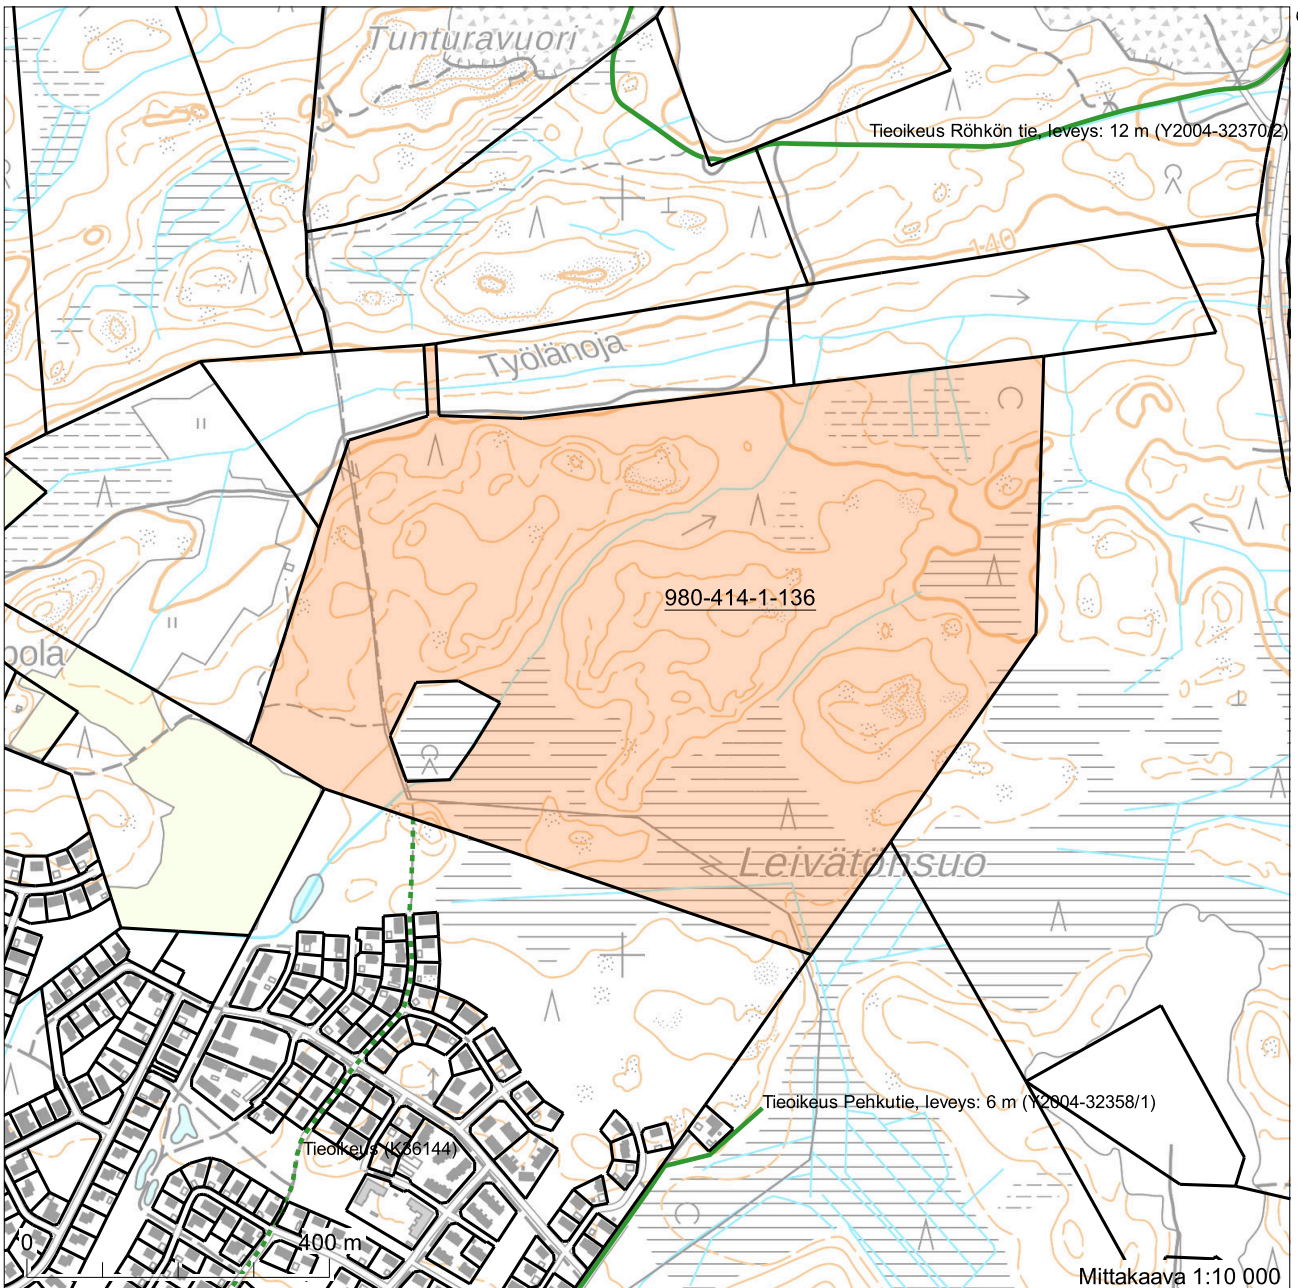 Tunturavuori
Tieoikeus Röhkön tie, leveys: 12 m (Y2004-32370/2)
140
Työlänoja
980-414-1-136
pola
Leivätönsuo
Tieoikeus Pehkutie, leveys: 6 m (Y2004-32358/1)
Tieoikeus (K36144)
0
400 m
Mittakaava 1:10 000